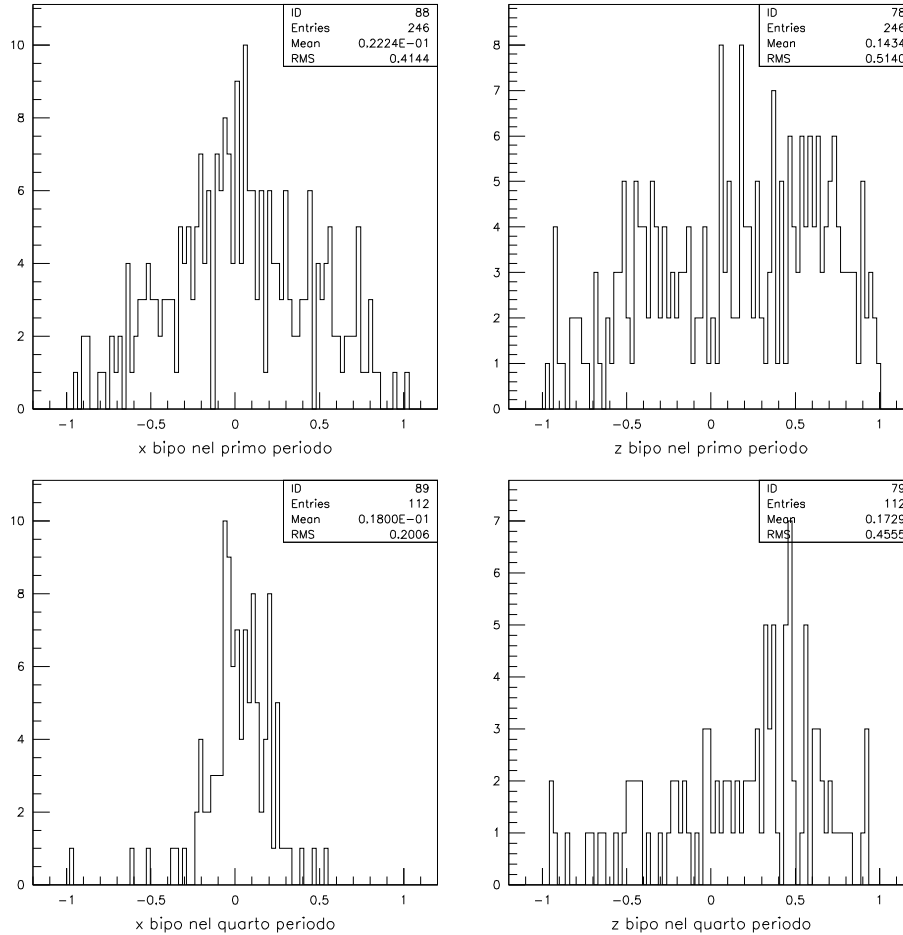 ID 88
Entries 246
Mean 0.2224E-01
RMS 0.4144
10
8
6
4
2
0
-1 -0.5 0 0.5 1
x bipo nel primo periodo
ID 78
Entries 246
Mean 0.1434
RMS 0.5140
8
7
6
5
4
3
2
1
0
-1 -0.5 0 0.5 1
z bipo nel primo periodo
ID 89
Entries 112
Mean 0.1800E-01
RMS 0.2006
10
8
6
4
2
0
-1 -0.5 0 0.5 1
x bipo nel quarto periodo
ID 79
Entries 112
Mean 0.1729
RMS 0.4555
7
6
5
4
3
2
1
0
-1 -0.5 0 0.5 1
z bipo nel quarto periodo